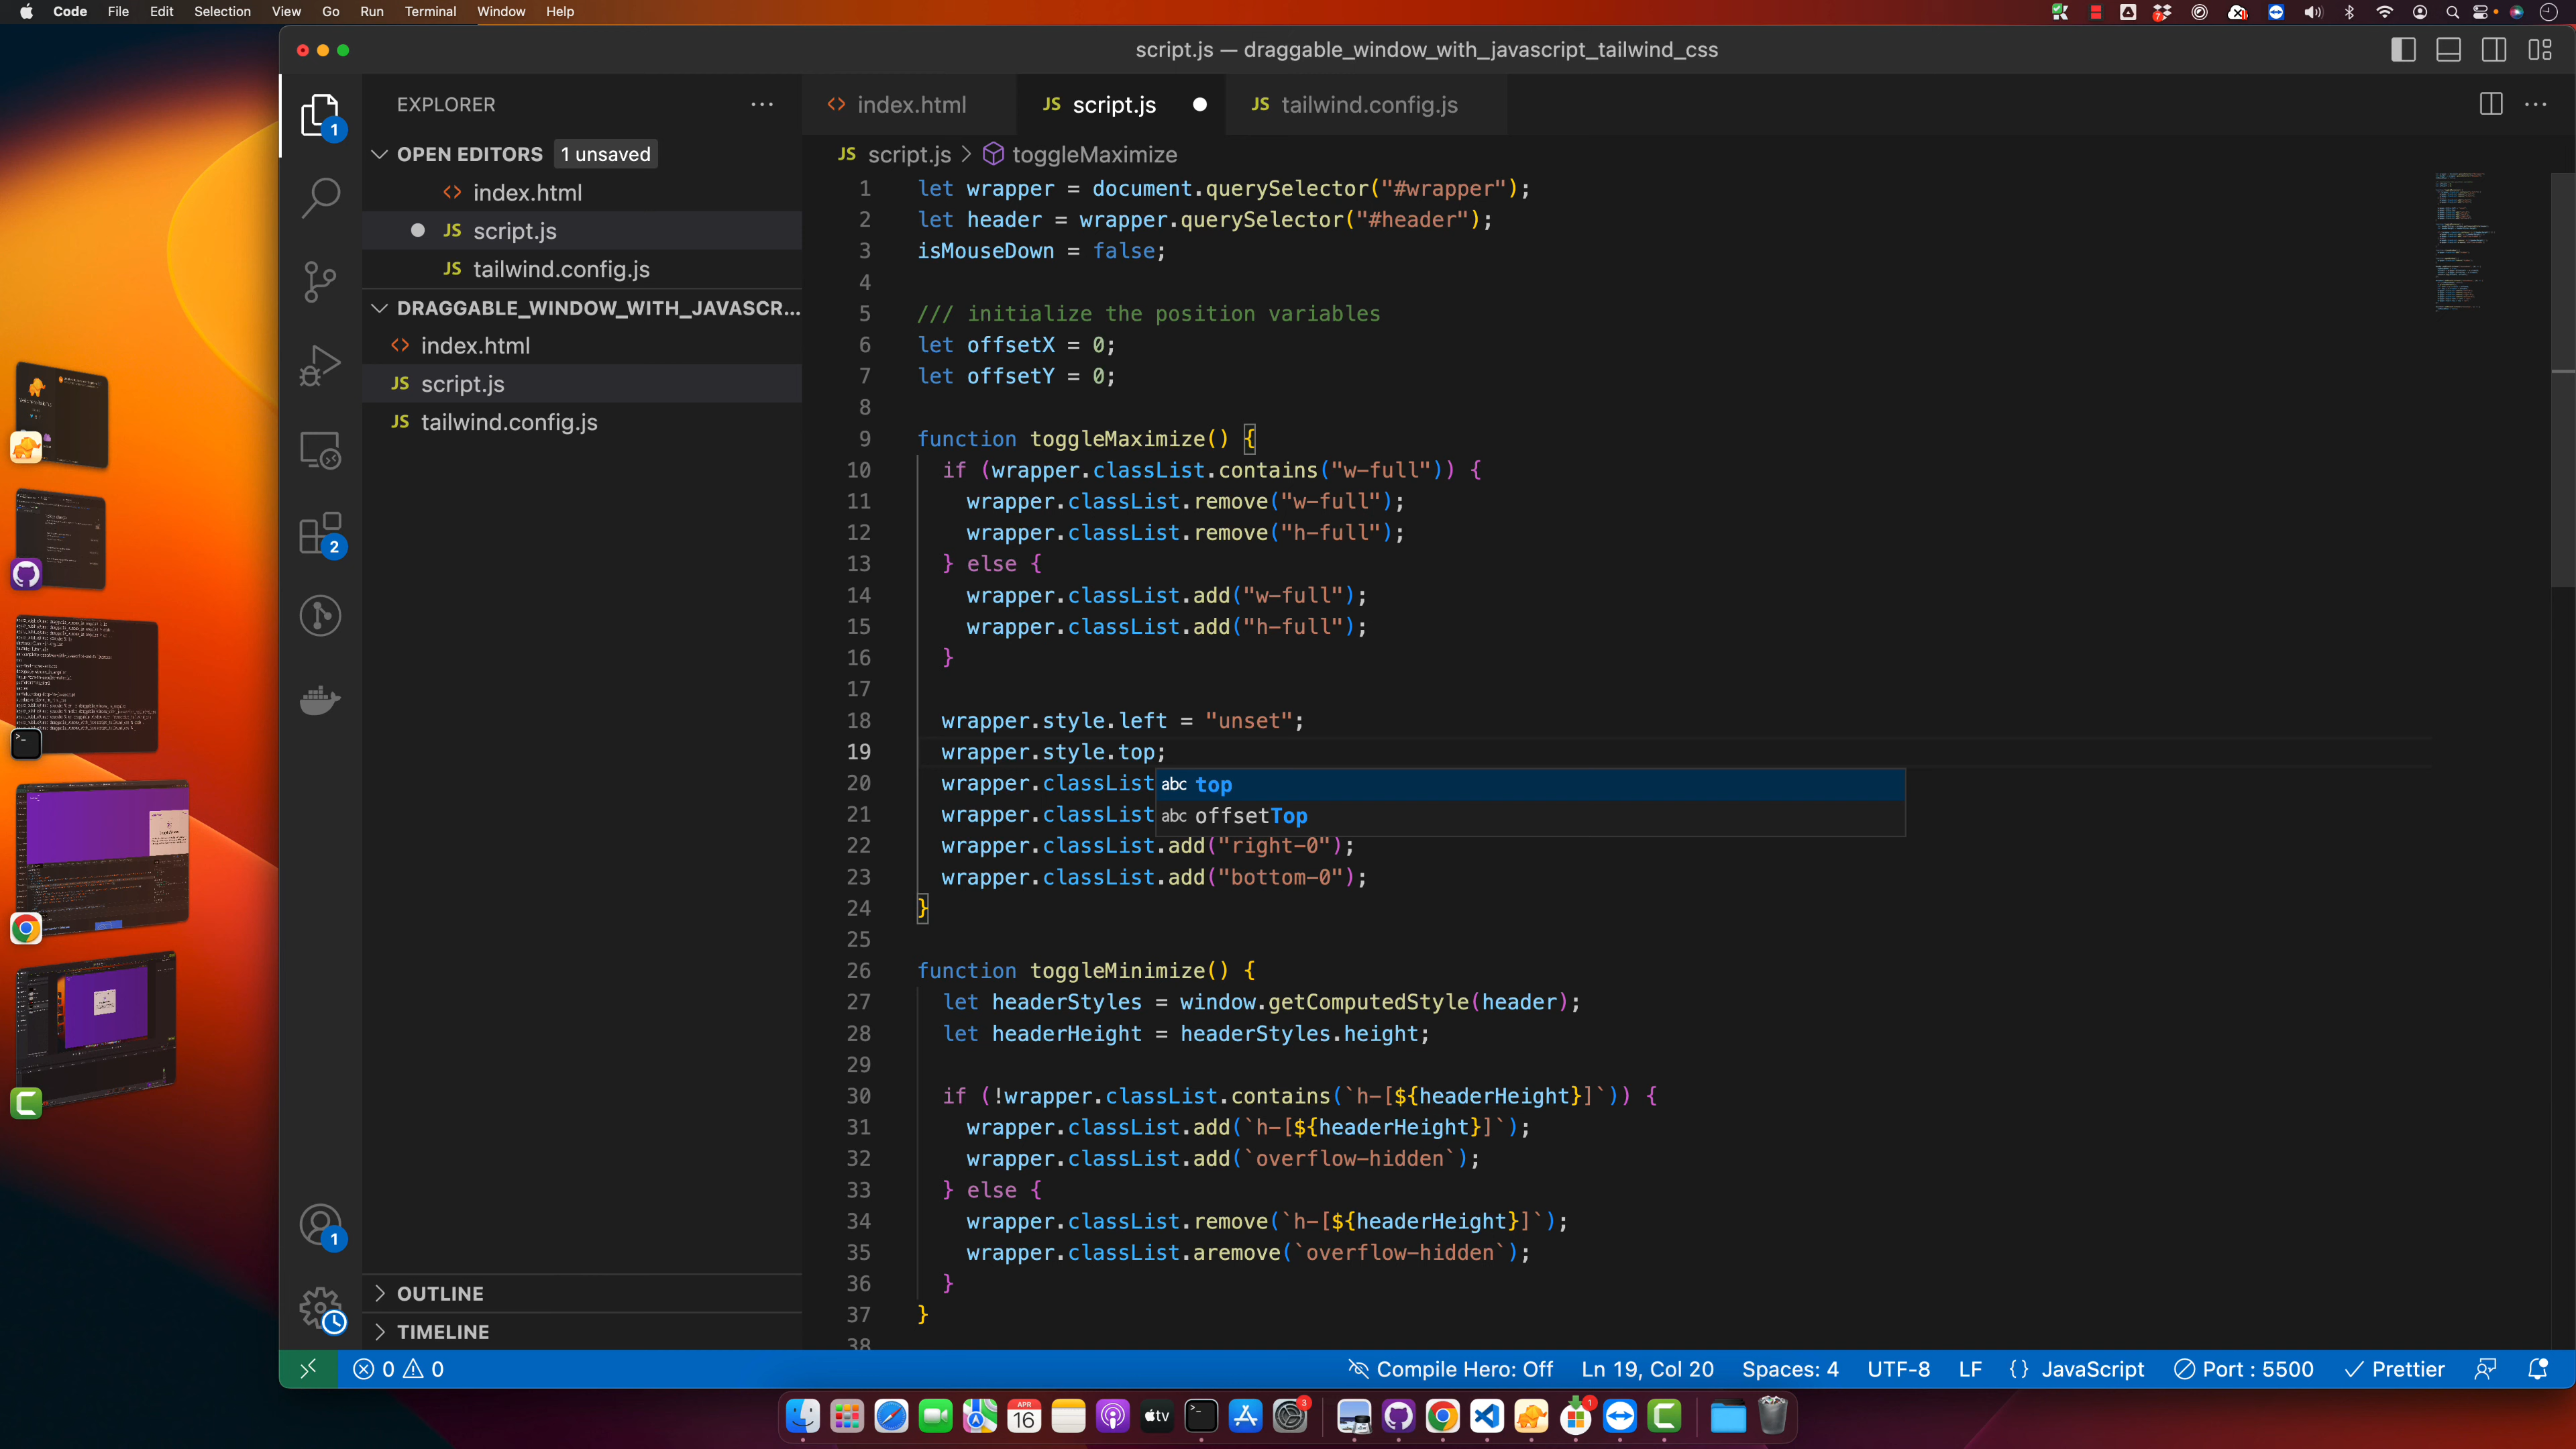 Code File Edit Selection View Go Run Terminal Window Help
script.js — draggable_window_with_javascript_tailwind_css
EXPLORER
OPEN EDITORS 1 unsaved
<> index.html
JS script.js
JS tailwind.config.js
DRAGGABLE_WINDOW_WITH_JAVASCR...
<> index.html
JS script.js
JS tailwind.config.js
OUTLINE
TIMELINE
1
2
1
<> index.html JS script.js JS tailwind.config.js
JS script.js > toggleMaximize
1 let wrapper = document.querySelector("#wrapper");
2 let header = wrapper.querySelector("#header");
3 isMouseDown = false;
4
5 /// initialize the position variables
6 let offsetX = 0;
7 let offsetY = 0;
8
9 function toggleMaximize() {
10 if (wrapper.classList.contains("w-full")) {
11 wrapper.classList.remove("w-full");
12 wrapper.classList.remove("h-full");
13 } else {
14 wrapper.classList.add("w-full");
15 wrapper.classList.add("h-full");
16 }
17
18 wrapper.style.left = "unset";
19 wrapper.style.top;
20 wrapper.classList
abc top
21 wrapper.classList
abc offsetTop
22 wrapper.classList.add("right-0");
23 wrapper.classList.add("bottom-0");
24 }
25
26 function toggleMinimize() {
27 let headerStyles = window.getComputedStyle(header);
28 let headerHeight = headerStyles.height;
29
30 if (!wrapper.classList.contains(`h-[${headerHeight}]`)) {
31 wrapper.classList.add(`h-[${headerHeight}]`);
32 wrapper.classList.add(`overflow-hidden`);
33 } else {
34 wrapper.classList.remove(`h-[${headerHeight}]`);
35 wrapper.classList.aremove(`overflow-hidden`);
36 }
37 }
38
0 0 Compile Hero: Off Ln 19, Col 20 Spaces: 4 UTF-8 LF {} JavaScript Port : 5500 Prettier
APR 16 tv 3 1